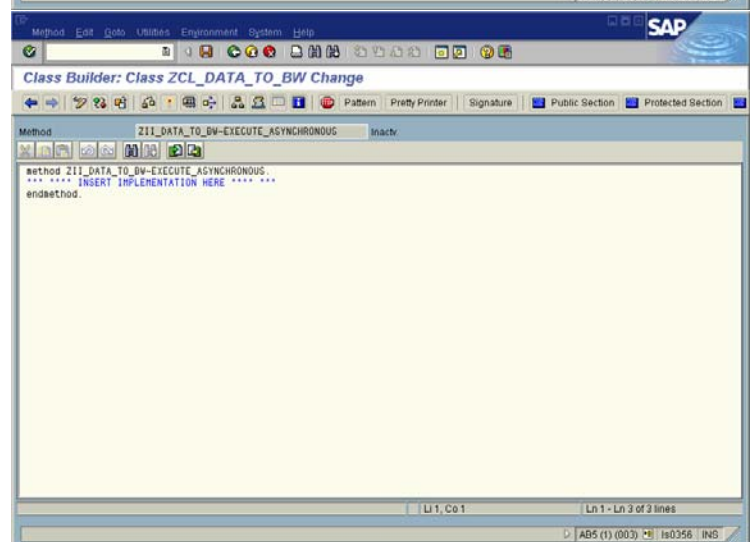 Method Edit Goto Utilities Environment System Help
SAP
Class Builder: Class ZCL_DATA_TO_BW Change
Pattern Pretty Printer Signature Public Section Protected Section
Method ZII_DATA_TO_BW~EXECUTE_ASYNCHRONOUS Inactv.
method ZII_DATA_TO_BW~EXECUTE_ASYNCHRONOUS.
*** **** INSERT IMPLEMENTATION HERE **** ***
endmethod.
Li 1, Co 1 Ln 1 - Ln 3 of 3 lines
AB5 (1) (003) ls0356 INS